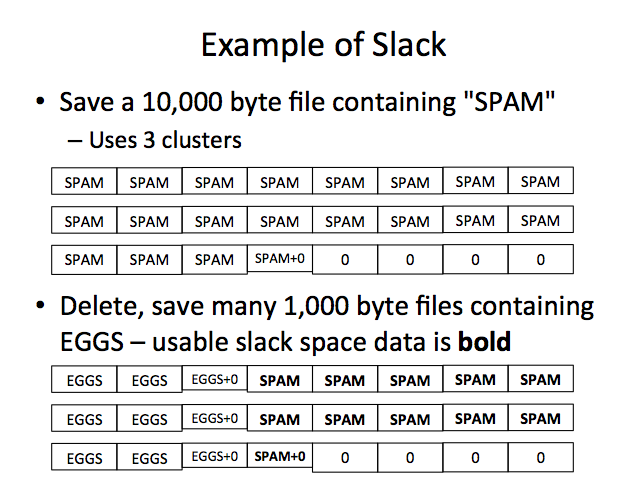 Example of Slack
• Save a 10,000 byte file containing "SPAM"
– Uses 3 clusters
SPAM SPAM SPAM SPAM SPAM SPAM SPAM SPAM
SPAM SPAM SPAM SPAM SPAM SPAM SPAM SPAM
SPAM SPAM SPAM SPAM+0 0 0 0 0
• Delete, save many 1,000 byte files containing
EGGS – usable slack space data is bold
EGGS EGGS EGGS+0 SPAM SPAM SPAM SPAM SPAM
EGGS EGGS EGGS+0 SPAM SPAM SPAM SPAM SPAM
EGGS EGGS EGGS+0 SPAM+0 0 0 0 0